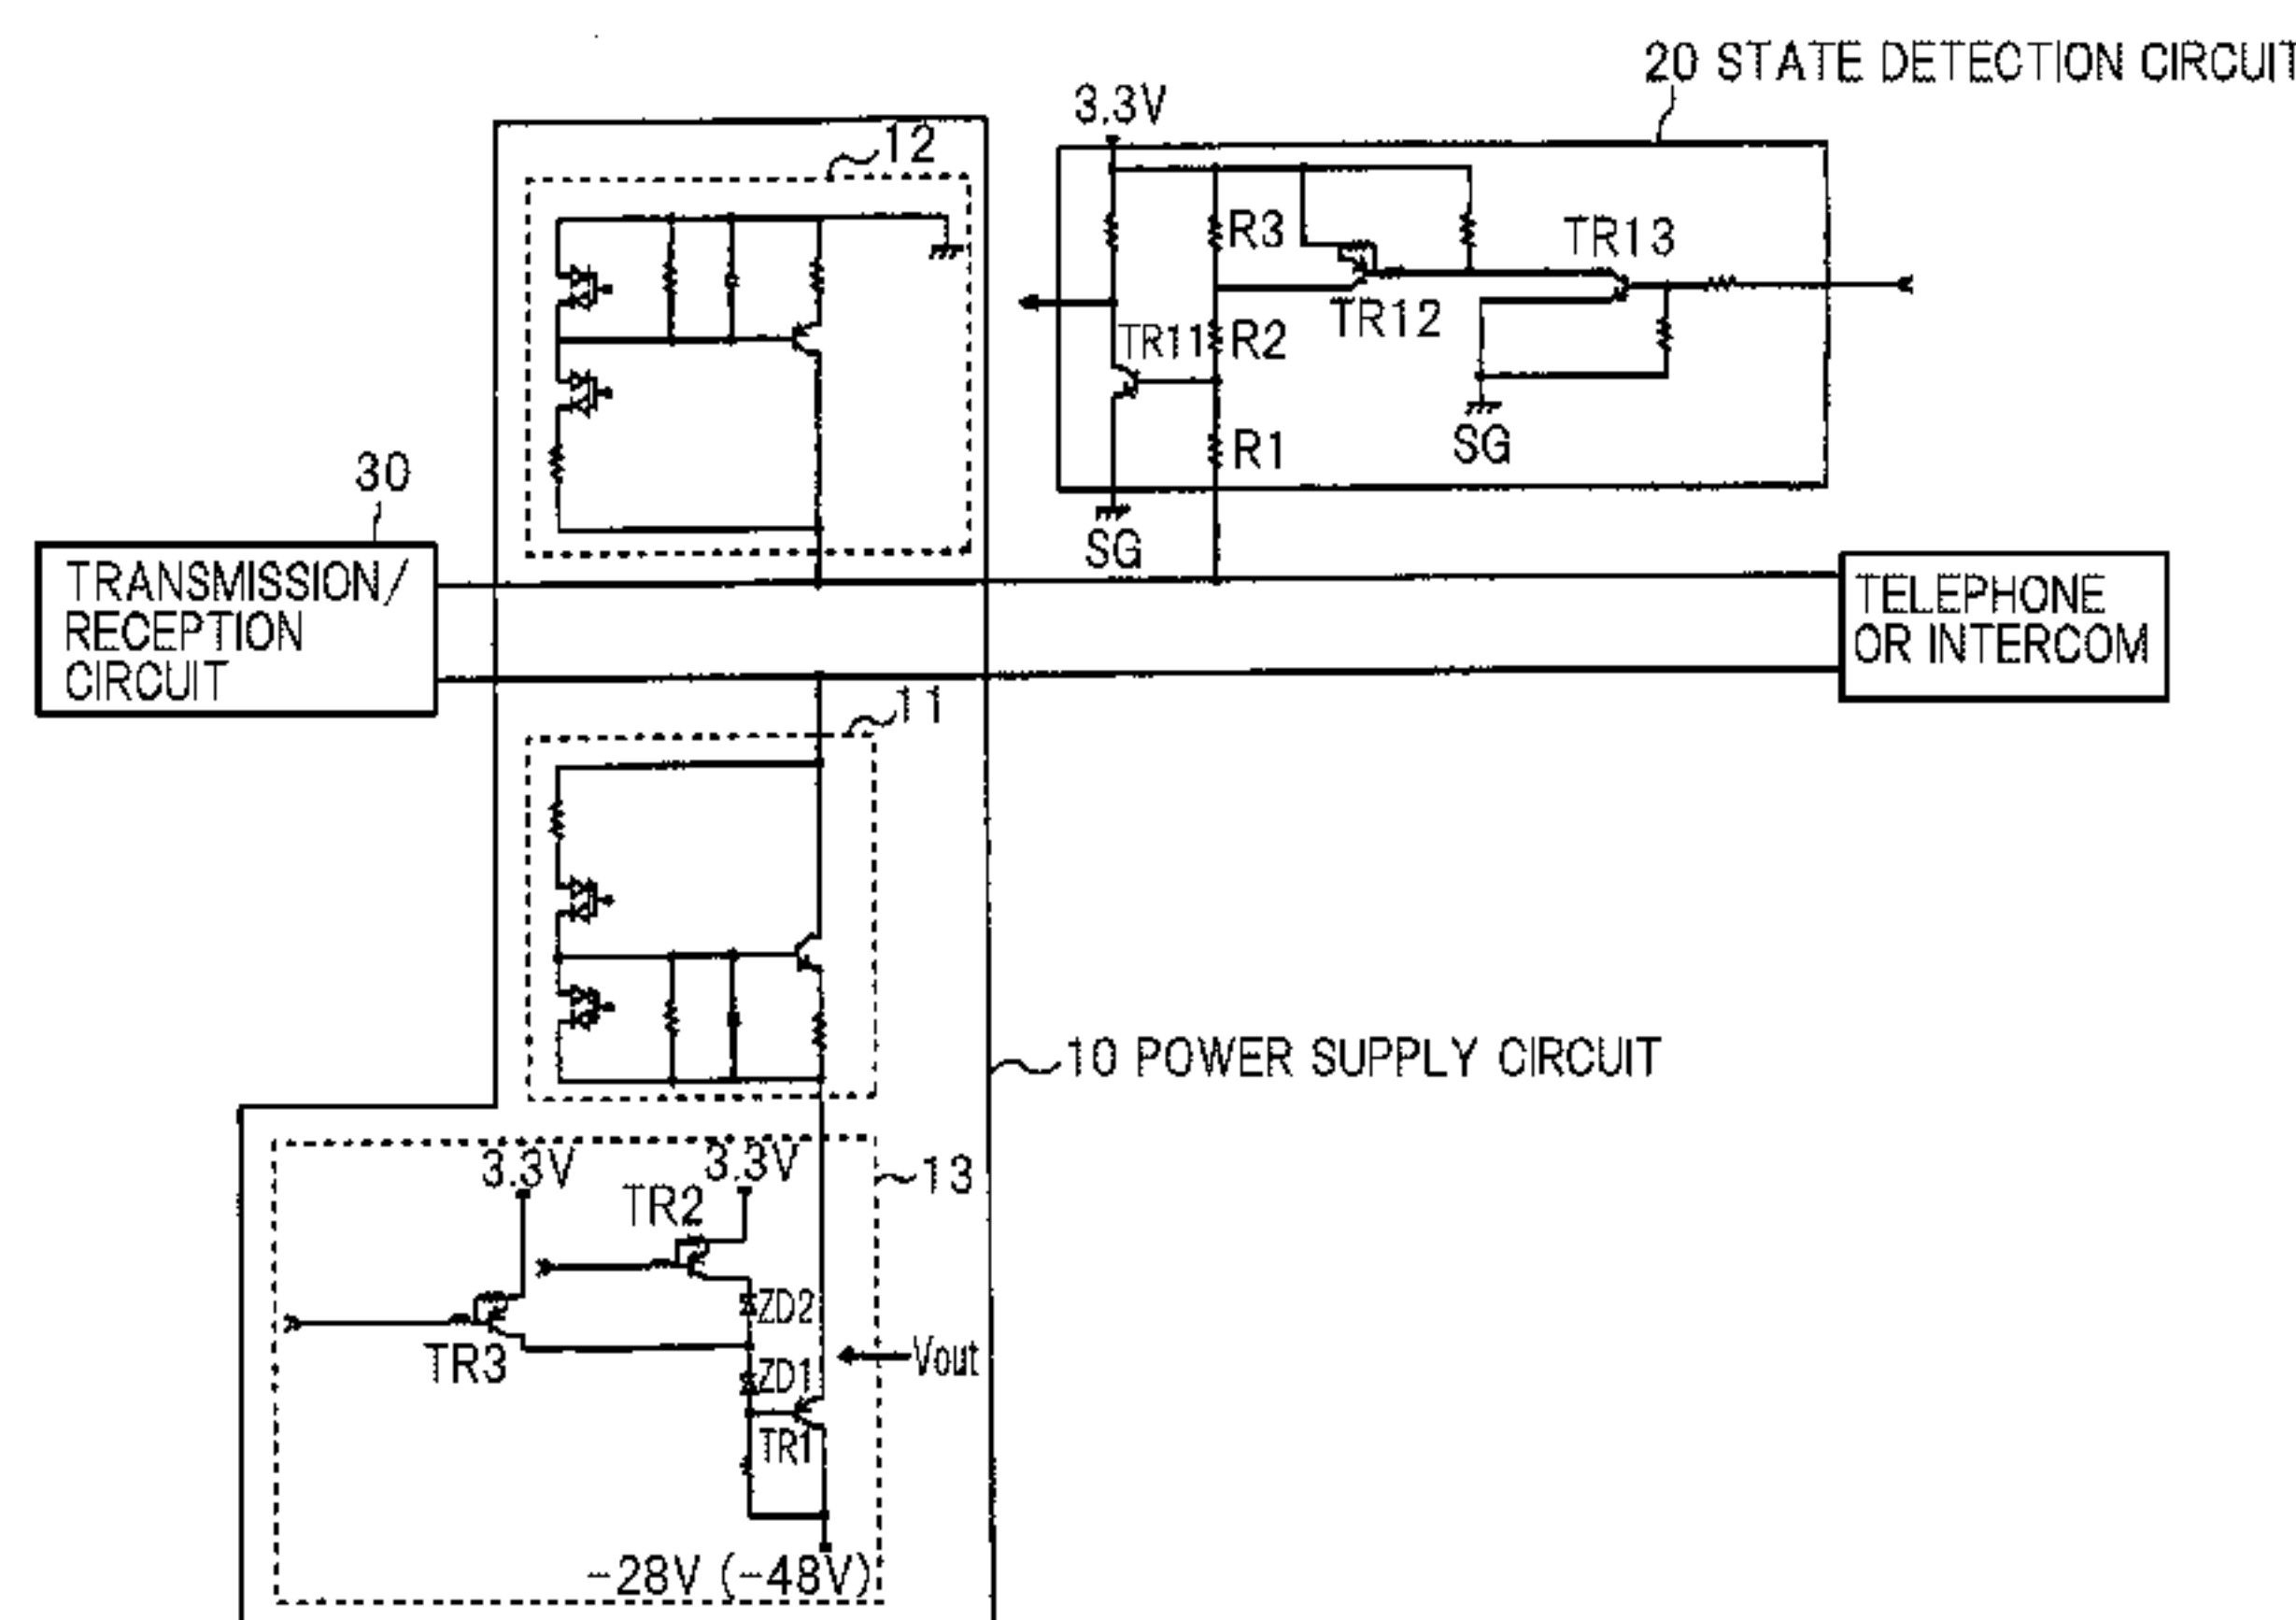 20 STATE DETECTION CIRCUIT
3.3V
12
R3
TR13
TR12
TR11
R2
R1
SG
SG
30
TRANSMISSION/
RECEPTION
CIRCUIT
TELEPHONE
OR INTERCOM
11
10 POWER SUPPLY CIRCUIT
3.3V
3.3V
13
TR2
ZD2
TR3
ZD1
Vout
TR1
-28V (-48V)